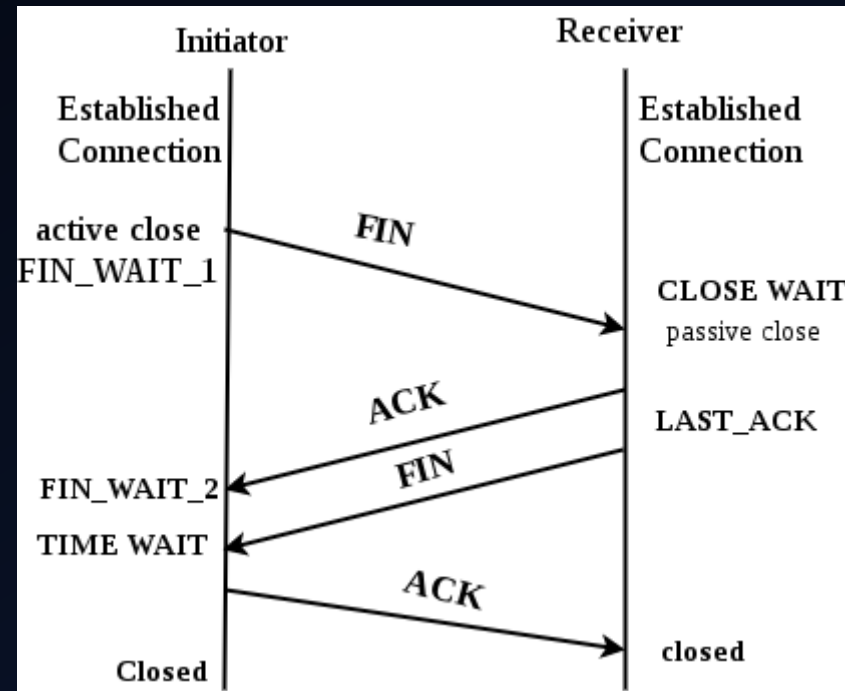 Initiator
Receiver
Established
Connection
Established
Connection
active close
FIN_WAIT_1
FIN
CLOSE WAIT
passive close
ACK
LAST_ACK
FIN
FIN_WAIT_2
TIME WAIT
ACK
closed
Closed